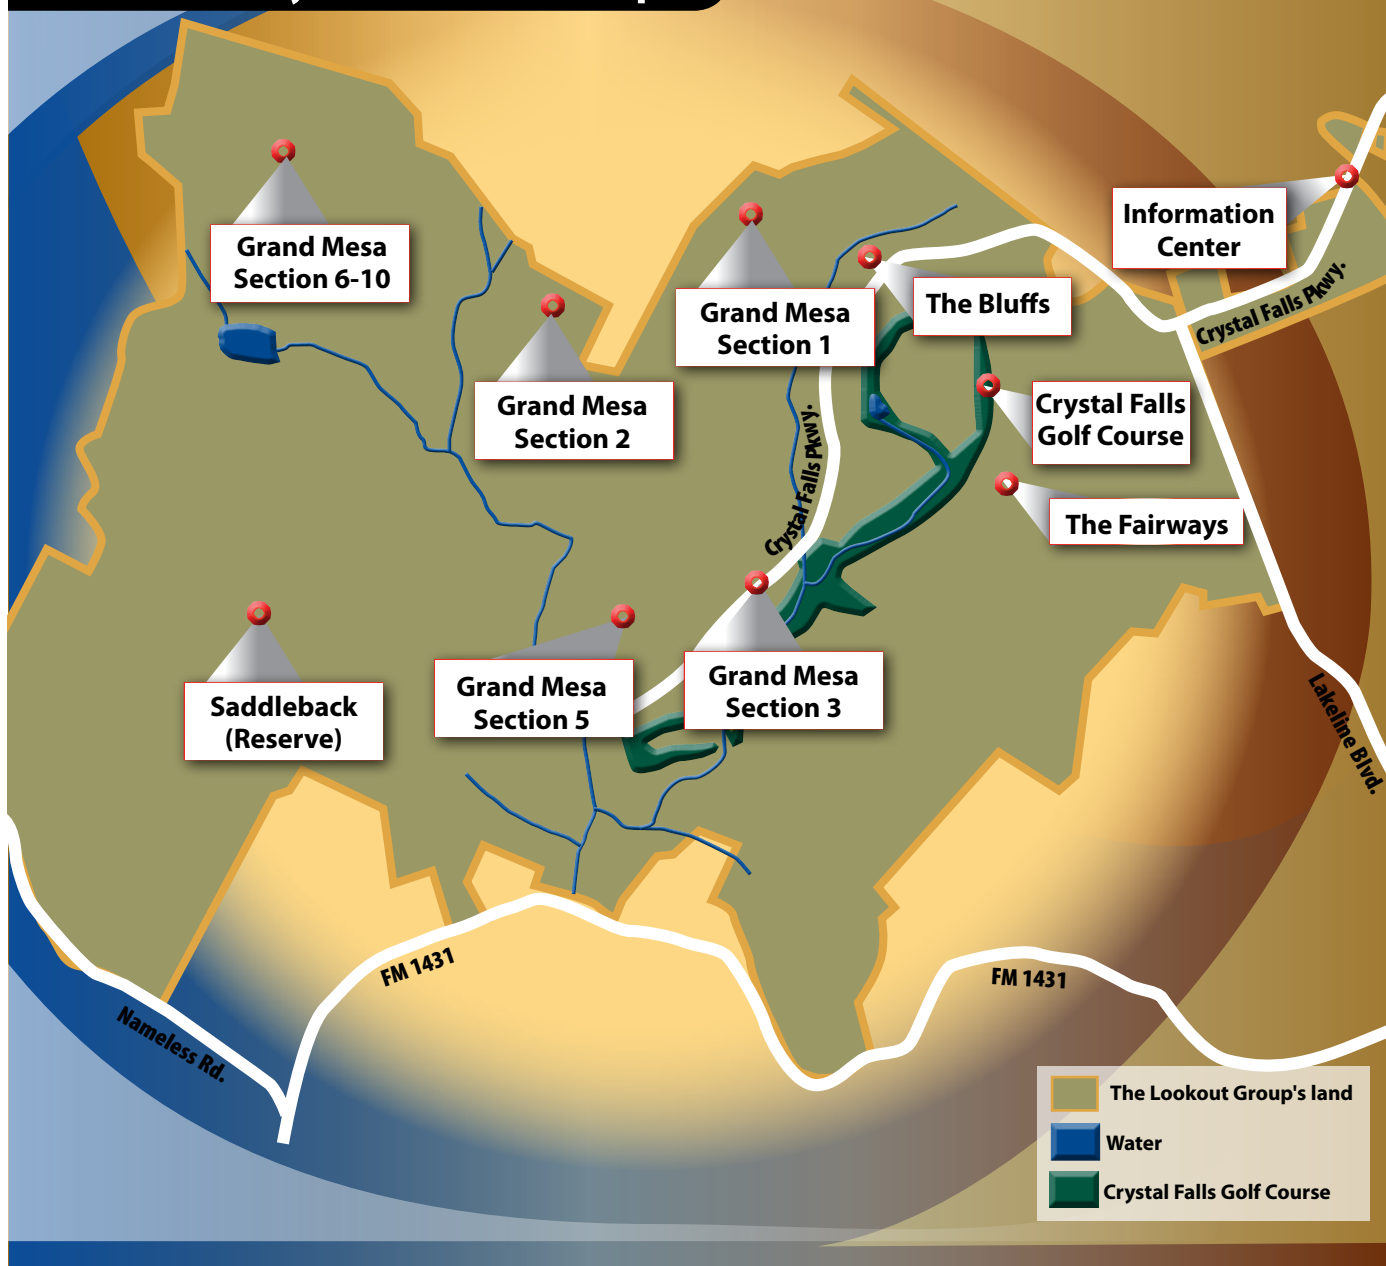 Grand Mesa
Section 6-10
Information
Center
Grand Mesa
Section 1
The Bluffs
Crystal Falls Pkwy.
Grand Mesa
Section 2
Crystal Falls
Golf Course
Crystal Falls Pkwy.
The Fairways
Saddleback
(Reserve)
Grand Mesa
Section 5
Grand Mesa
Section 3
Lakeline Blvd.
FM 1431
FM 1431
Nameless Rd.
The Lookout Group's land
Water
Crystal Falls Golf Course